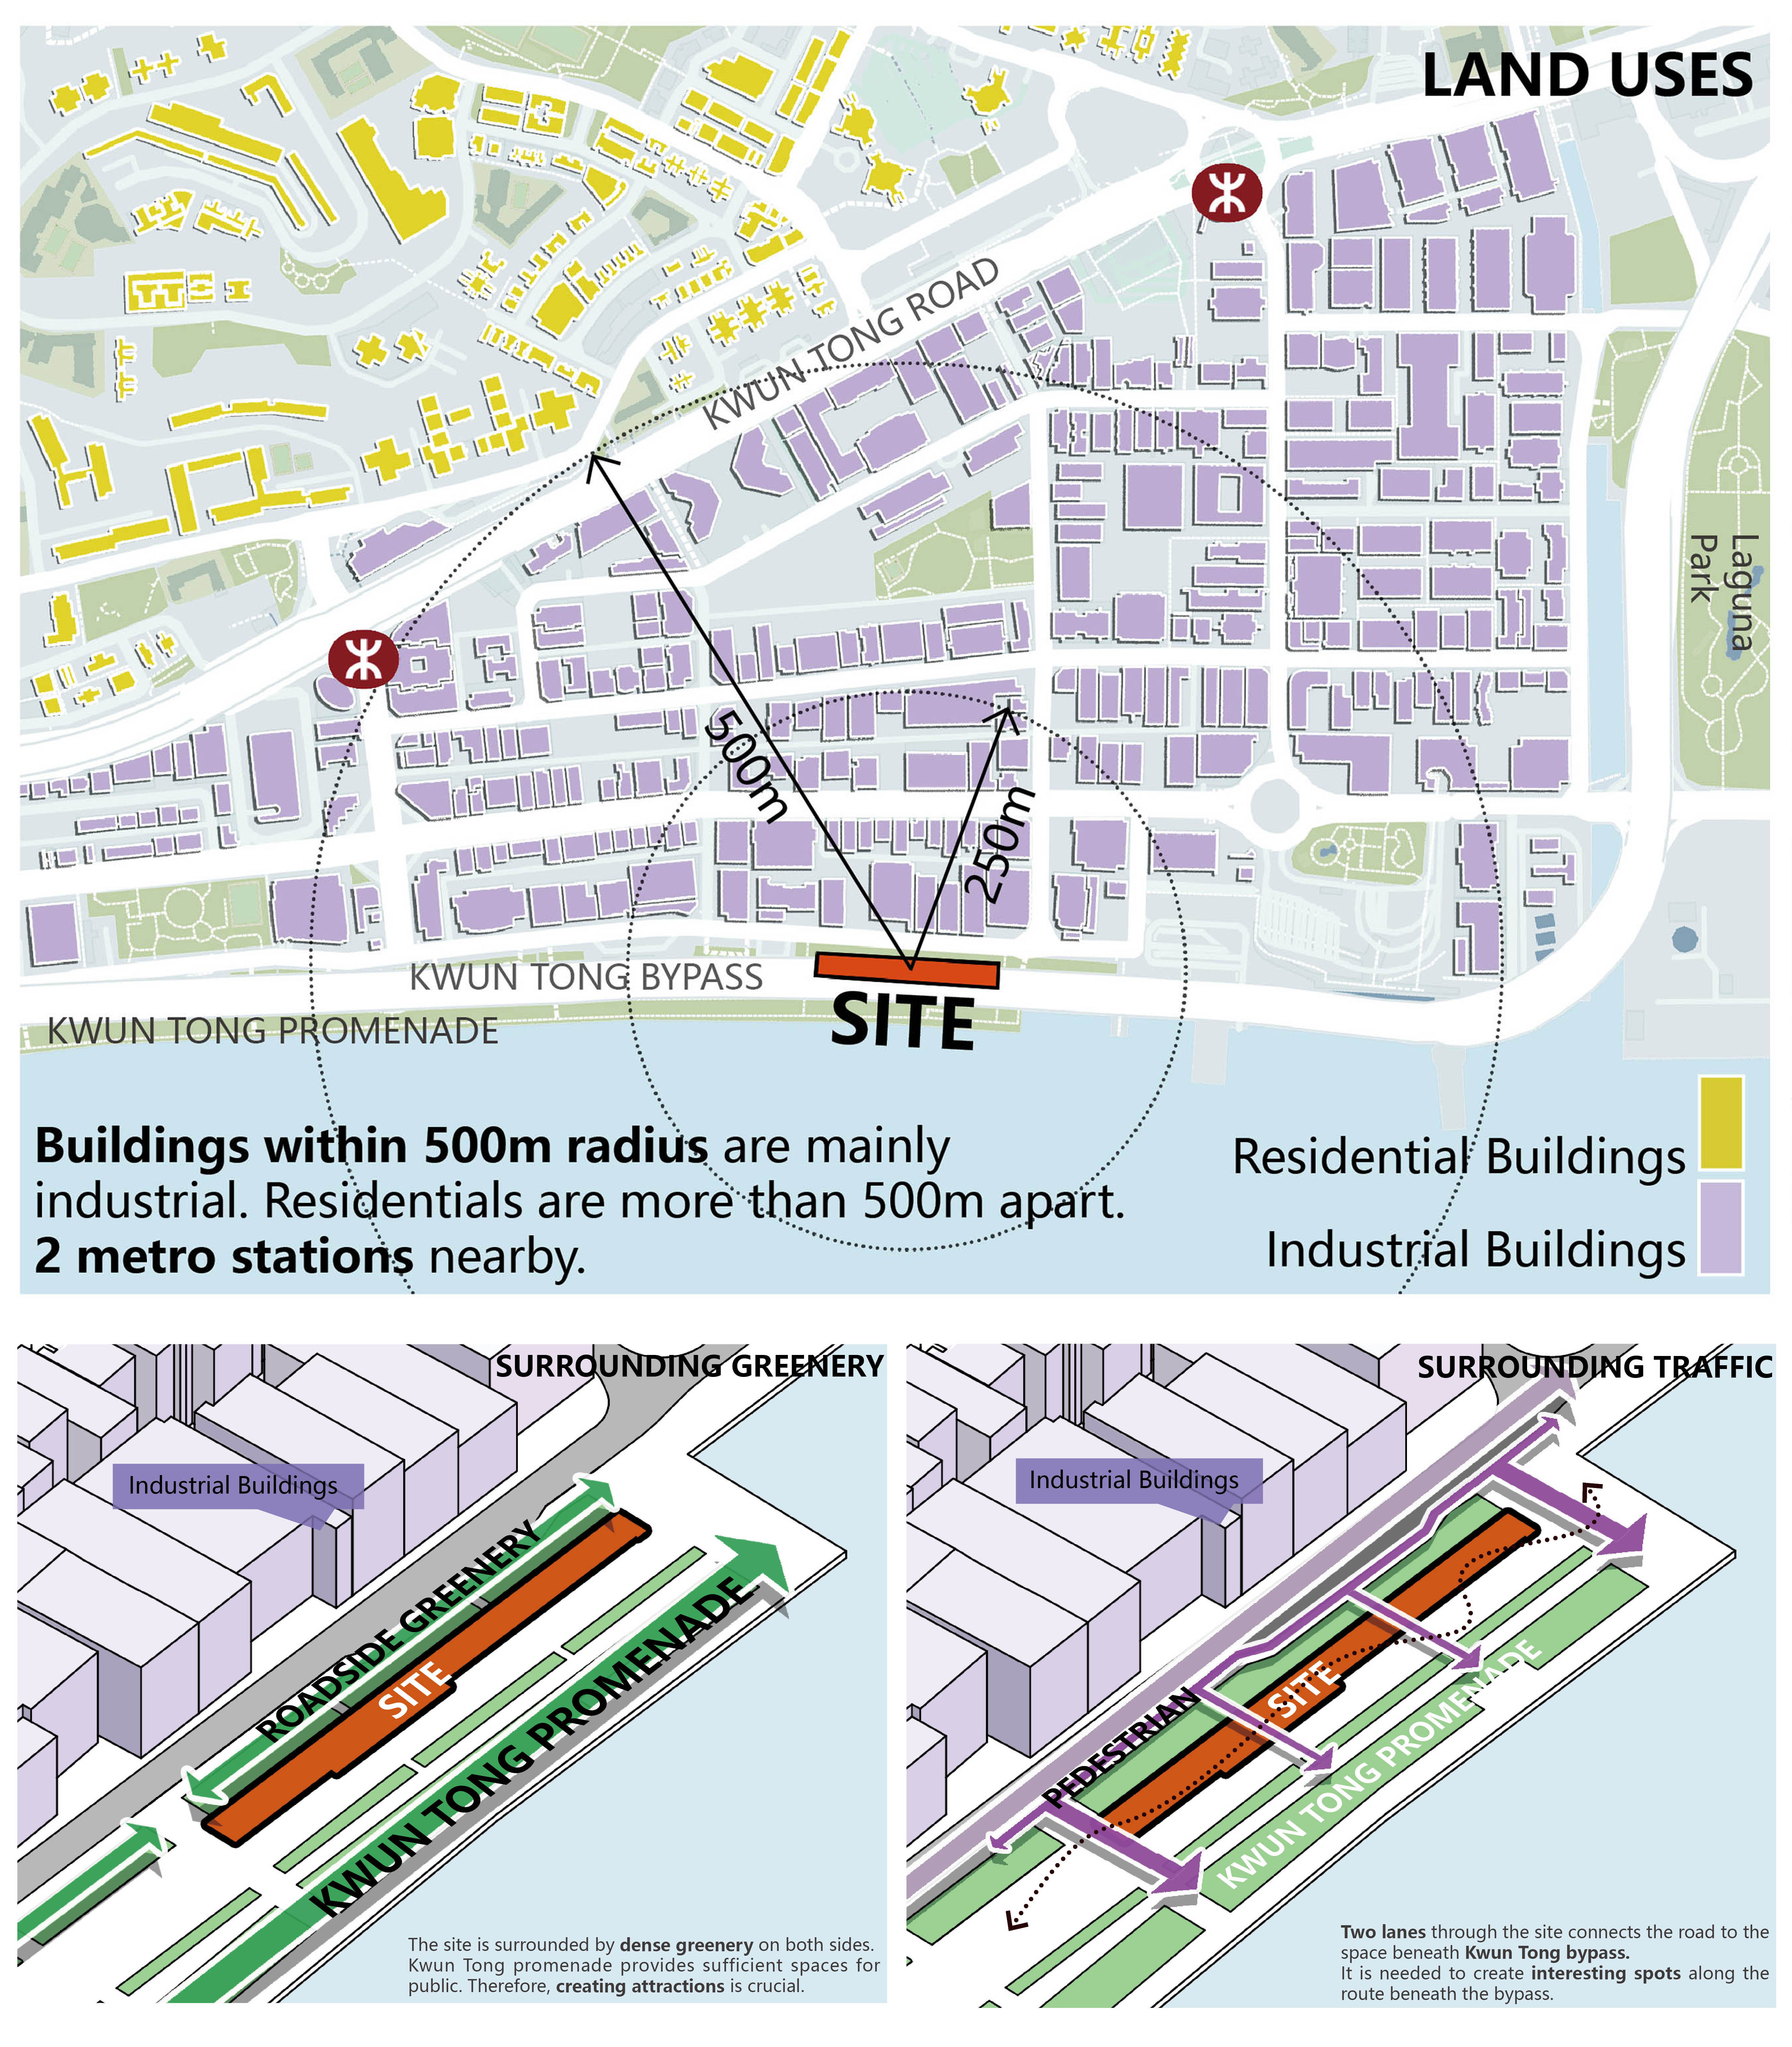 LAND USES
KWUN TONG ROAD
Laguna
Park
500m
250m
KWUN TONG BYPASS
SITE
KWUN TONG PROMENADE
Buildings within 500m radius are mainly
industrial. Residentials are more than 500m apart.
2 metro stations nearby.
Residential Buildings
Industrial Buildings
SURROUNDING GREENERY
Industrial Buildings
ROADSIDE GREENERY
SITE
KWUN TONG PROMENADE
The site is surrounded by dense greenery on both sides.
Kwun Tong promenade provides sufficient spaces for
public. Therefore, creating attractions is crucial.
SURROUNDING TRAFFIC
Industrial Buildings
PEDESTRIAN
SITE
KWUN TONG PROMENADE
Two lanes through the site connects the road to the
space beneath Kwun Tong bypass.
It is needed to create interesting spots along the
route beneath the bypass.